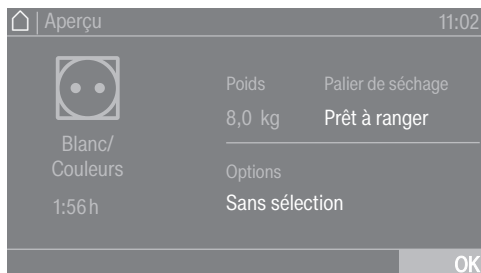 Aperçu 11:02
Poids Palier de séchage
8,0 kg Prêt à ranger
Blanc/
Couleurs
Options
1:56 h Sans sélection
OK